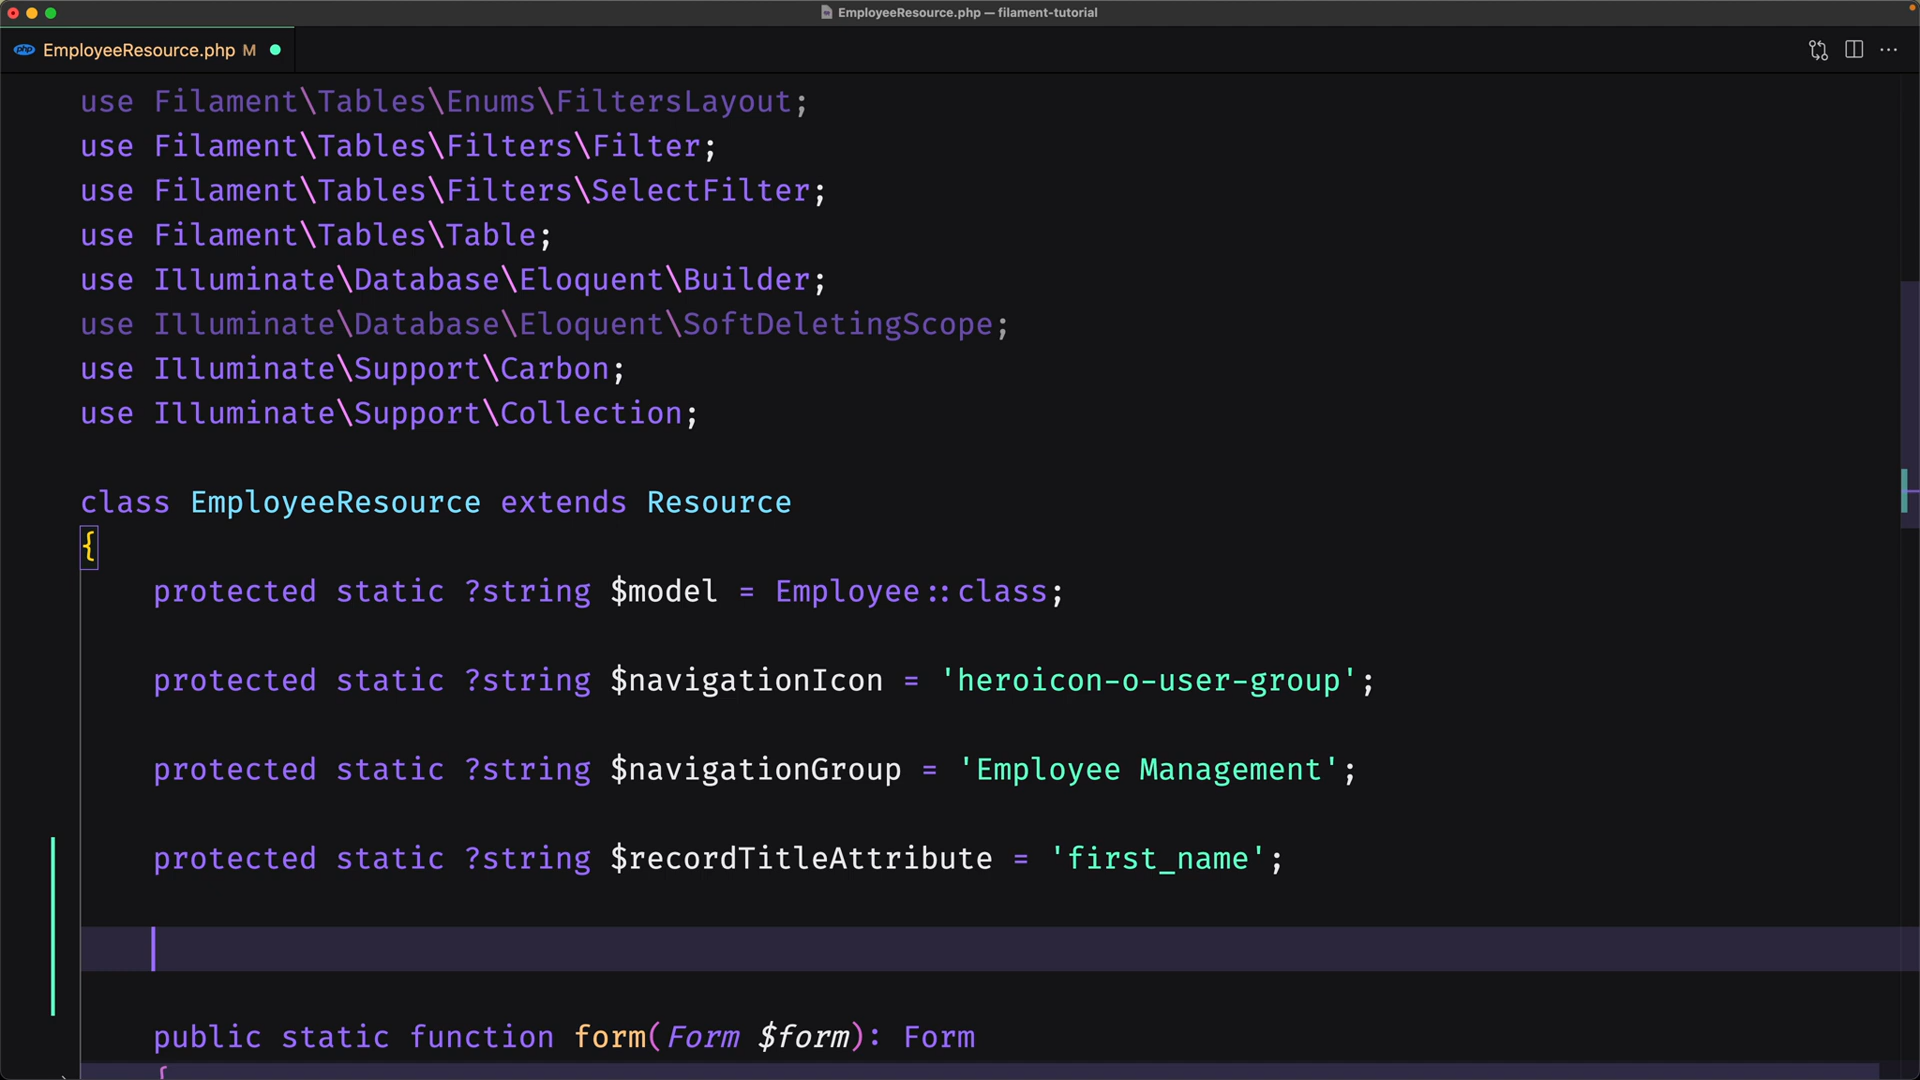 EmployeeResource.php — filament-tutorial
php EmployeeResource.php M
use Filament\Tables\Enums\FiltersLayout;
use Filament\Tables\Filters\Filter;
use Filament\Tables\Filters\SelectFilter;
use Filament\Tables\Table;
use Illuminate\Database\Eloquent\Builder;
use Illuminate\Database\Eloquent\SoftDeletingScope;
use Illuminate\Support\Carbon;
use Illuminate\Support\Collection;
class EmployeeResource extends Resource
{
protected static ?string $model = Employee::class;
protected static ?string $navigationIcon = 'heroicon-o-user-group';
protected static ?string $navigationGroup = 'Employee Management';
protected static ?string $recordTitleAttribute = 'first_name';
public static function form(Form $form): Form
{